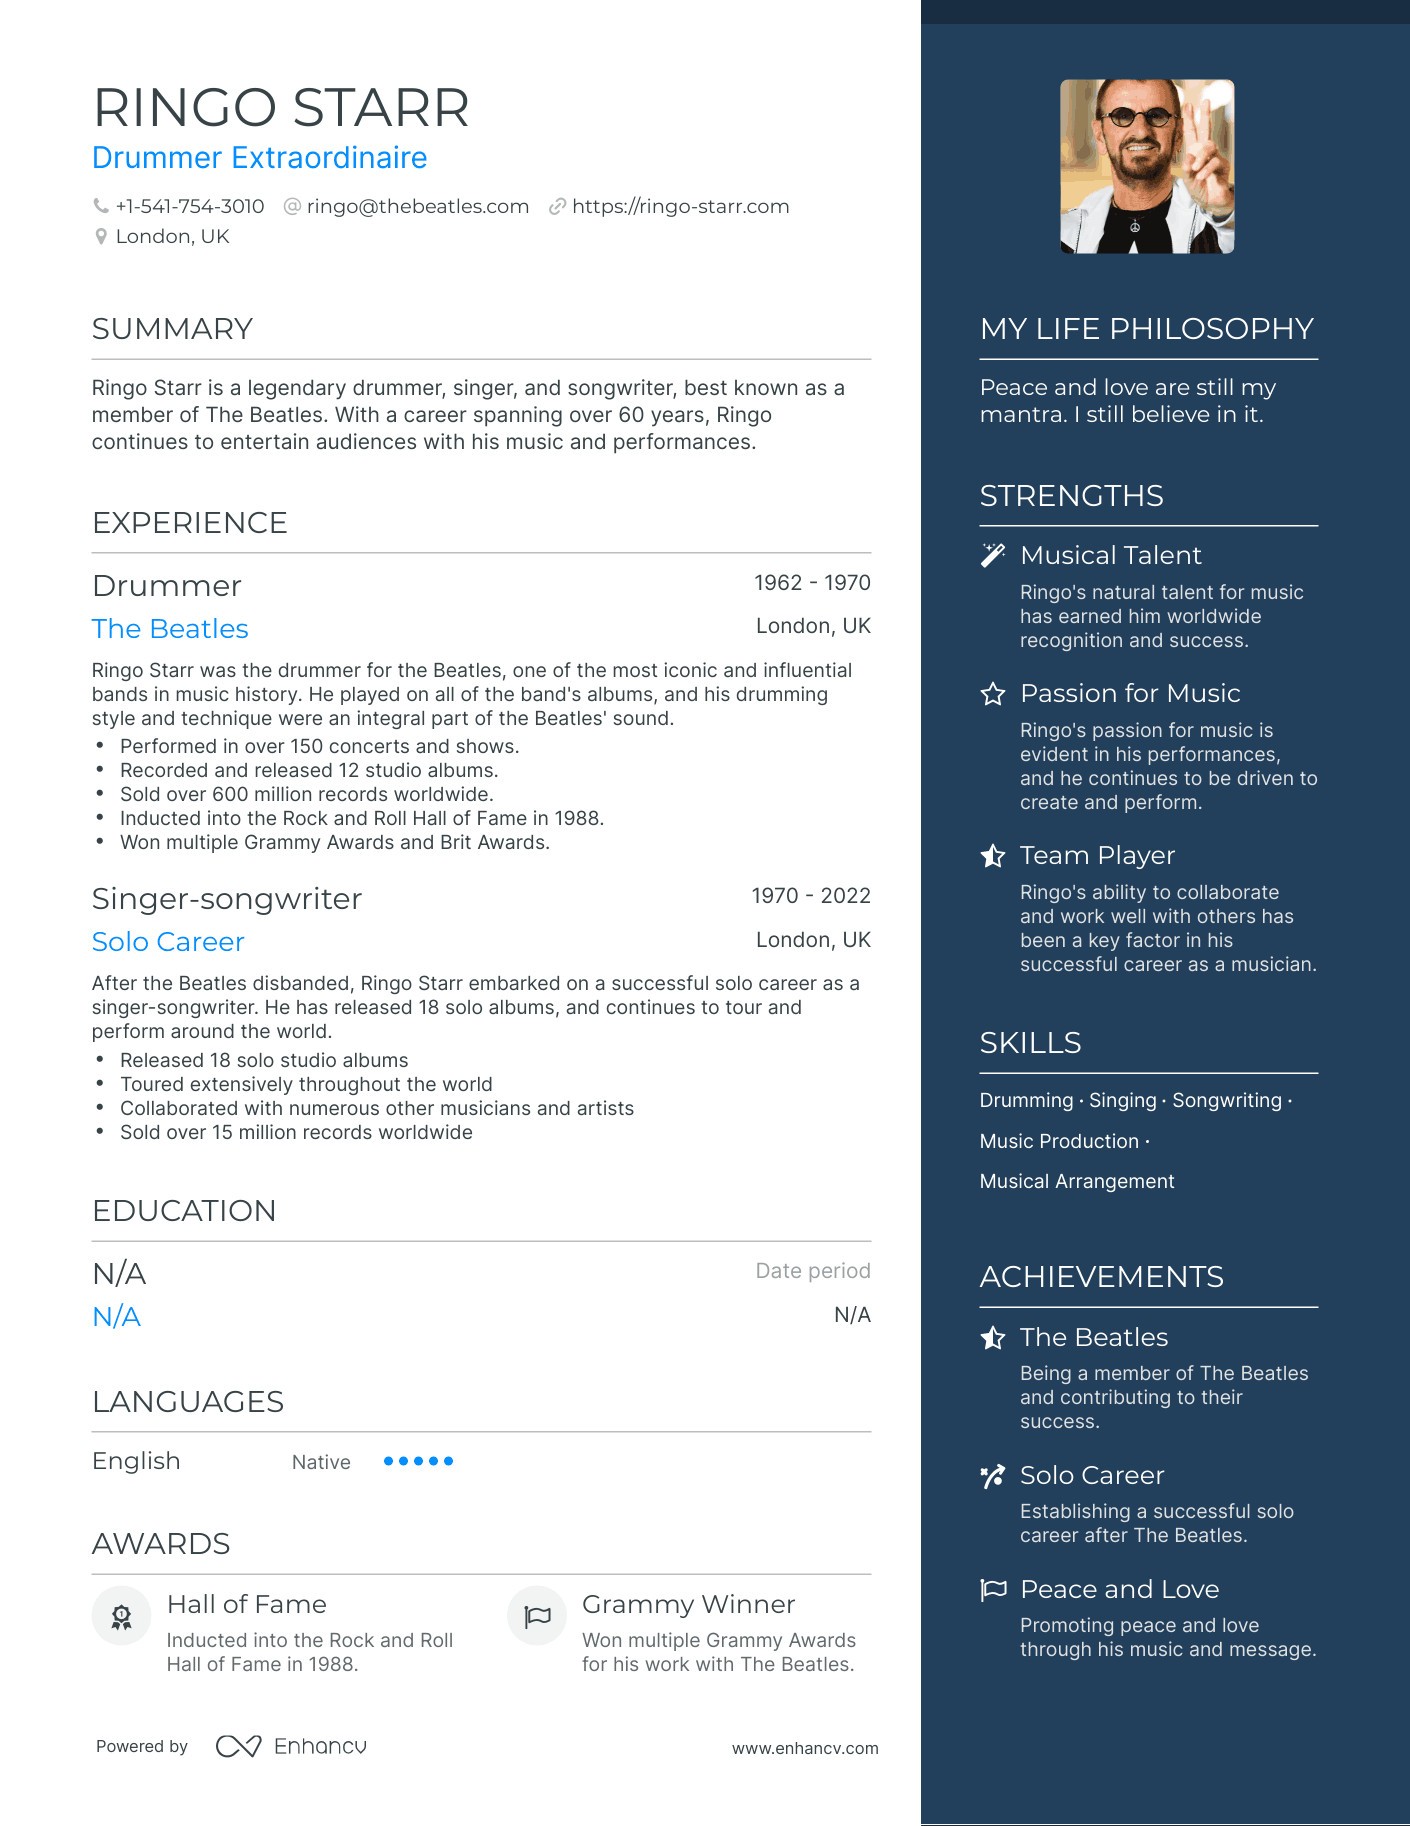 RINGO STARR
Drummer Extraordinaire
+1-541-754-3010 @ ringo@thebeatles.com https://ringo-starr.com
London, UK
SUMMARY
Ringo Starr is a legendary drummer, singer, and songwriter, best known as a
member of The Beatles. With a career spanning over 60 years, Ringo
continues to entertain audiences with his music and performances.
EXPERIENCE
Drummer 1962 - 1970
The Beatles London, UK
Ringo Starr was the drummer for the Beatles, one of the most iconic and influential
bands in music history. He played on all of the band's albums, and his drumming
style and technique were an integral part of the Beatles' sound.
• Performed in over 150 concerts and shows.
• Recorded and released 12 studio albums.
• Sold over 600 million records worldwide.
• Inducted into the Rock and Roll Hall of Fame in 1988.
• Won multiple Grammy Awards and Brit Awards.
Singer-songwriter 1970 - 2022
Solo Career London, UK
After the Beatles disbanded, Ringo Starr embarked on a successful solo career as a
singer-songwriter. He has released 18 solo albums, and continues to tour and
perform around the world.
• Released 18 solo studio albums
• Toured extensively throughout the world
• Collaborated with numerous other musicians and artists
• Sold over 15 million records worldwide
EDUCATION
N/A Date period
N/A N/A
LANGUAGES
English Native
AWARDS
Hall of Fame
Inducted into the Rock and Roll
Hall of Fame in 1988.
Grammy Winner
Won multiple Grammy Awards
for his work with The Beatles.
Powered by Enhancv www.enhancv.com
MY LIFE PHILOSOPHY
Peace and love are still my
mantra. I still believe in it.
STRENGTHS
Musical Talent
Ringo's natural talent for music
has earned him worldwide
recognition and success.
Passion for Music
Ringo's passion for music is
evident in his performances,
and he continues to be driven to
create and perform.
Team Player
Ringo's ability to collaborate
and work well with others has
been a key factor in his
successful career as a musician.
SKILLS
Drumming · Singing · Songwriting ·
Music Production ·
Musical Arrangement
ACHIEVEMENTS
The Beatles
Being a member of The Beatles
and contributing to their
success.
Solo Career
Establishing a successful solo
career after The Beatles.
Peace and Love
Promoting peace and love
through his music and message.